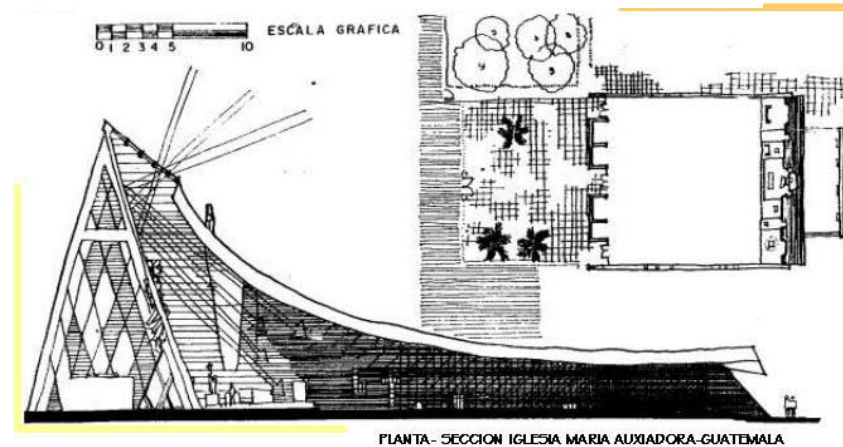 ESCALA GRAFICA
0 1 2 3 4 5 10
PLANTA- SECCION IGLESIA MARIA AUXIADORA-GUATEMALA